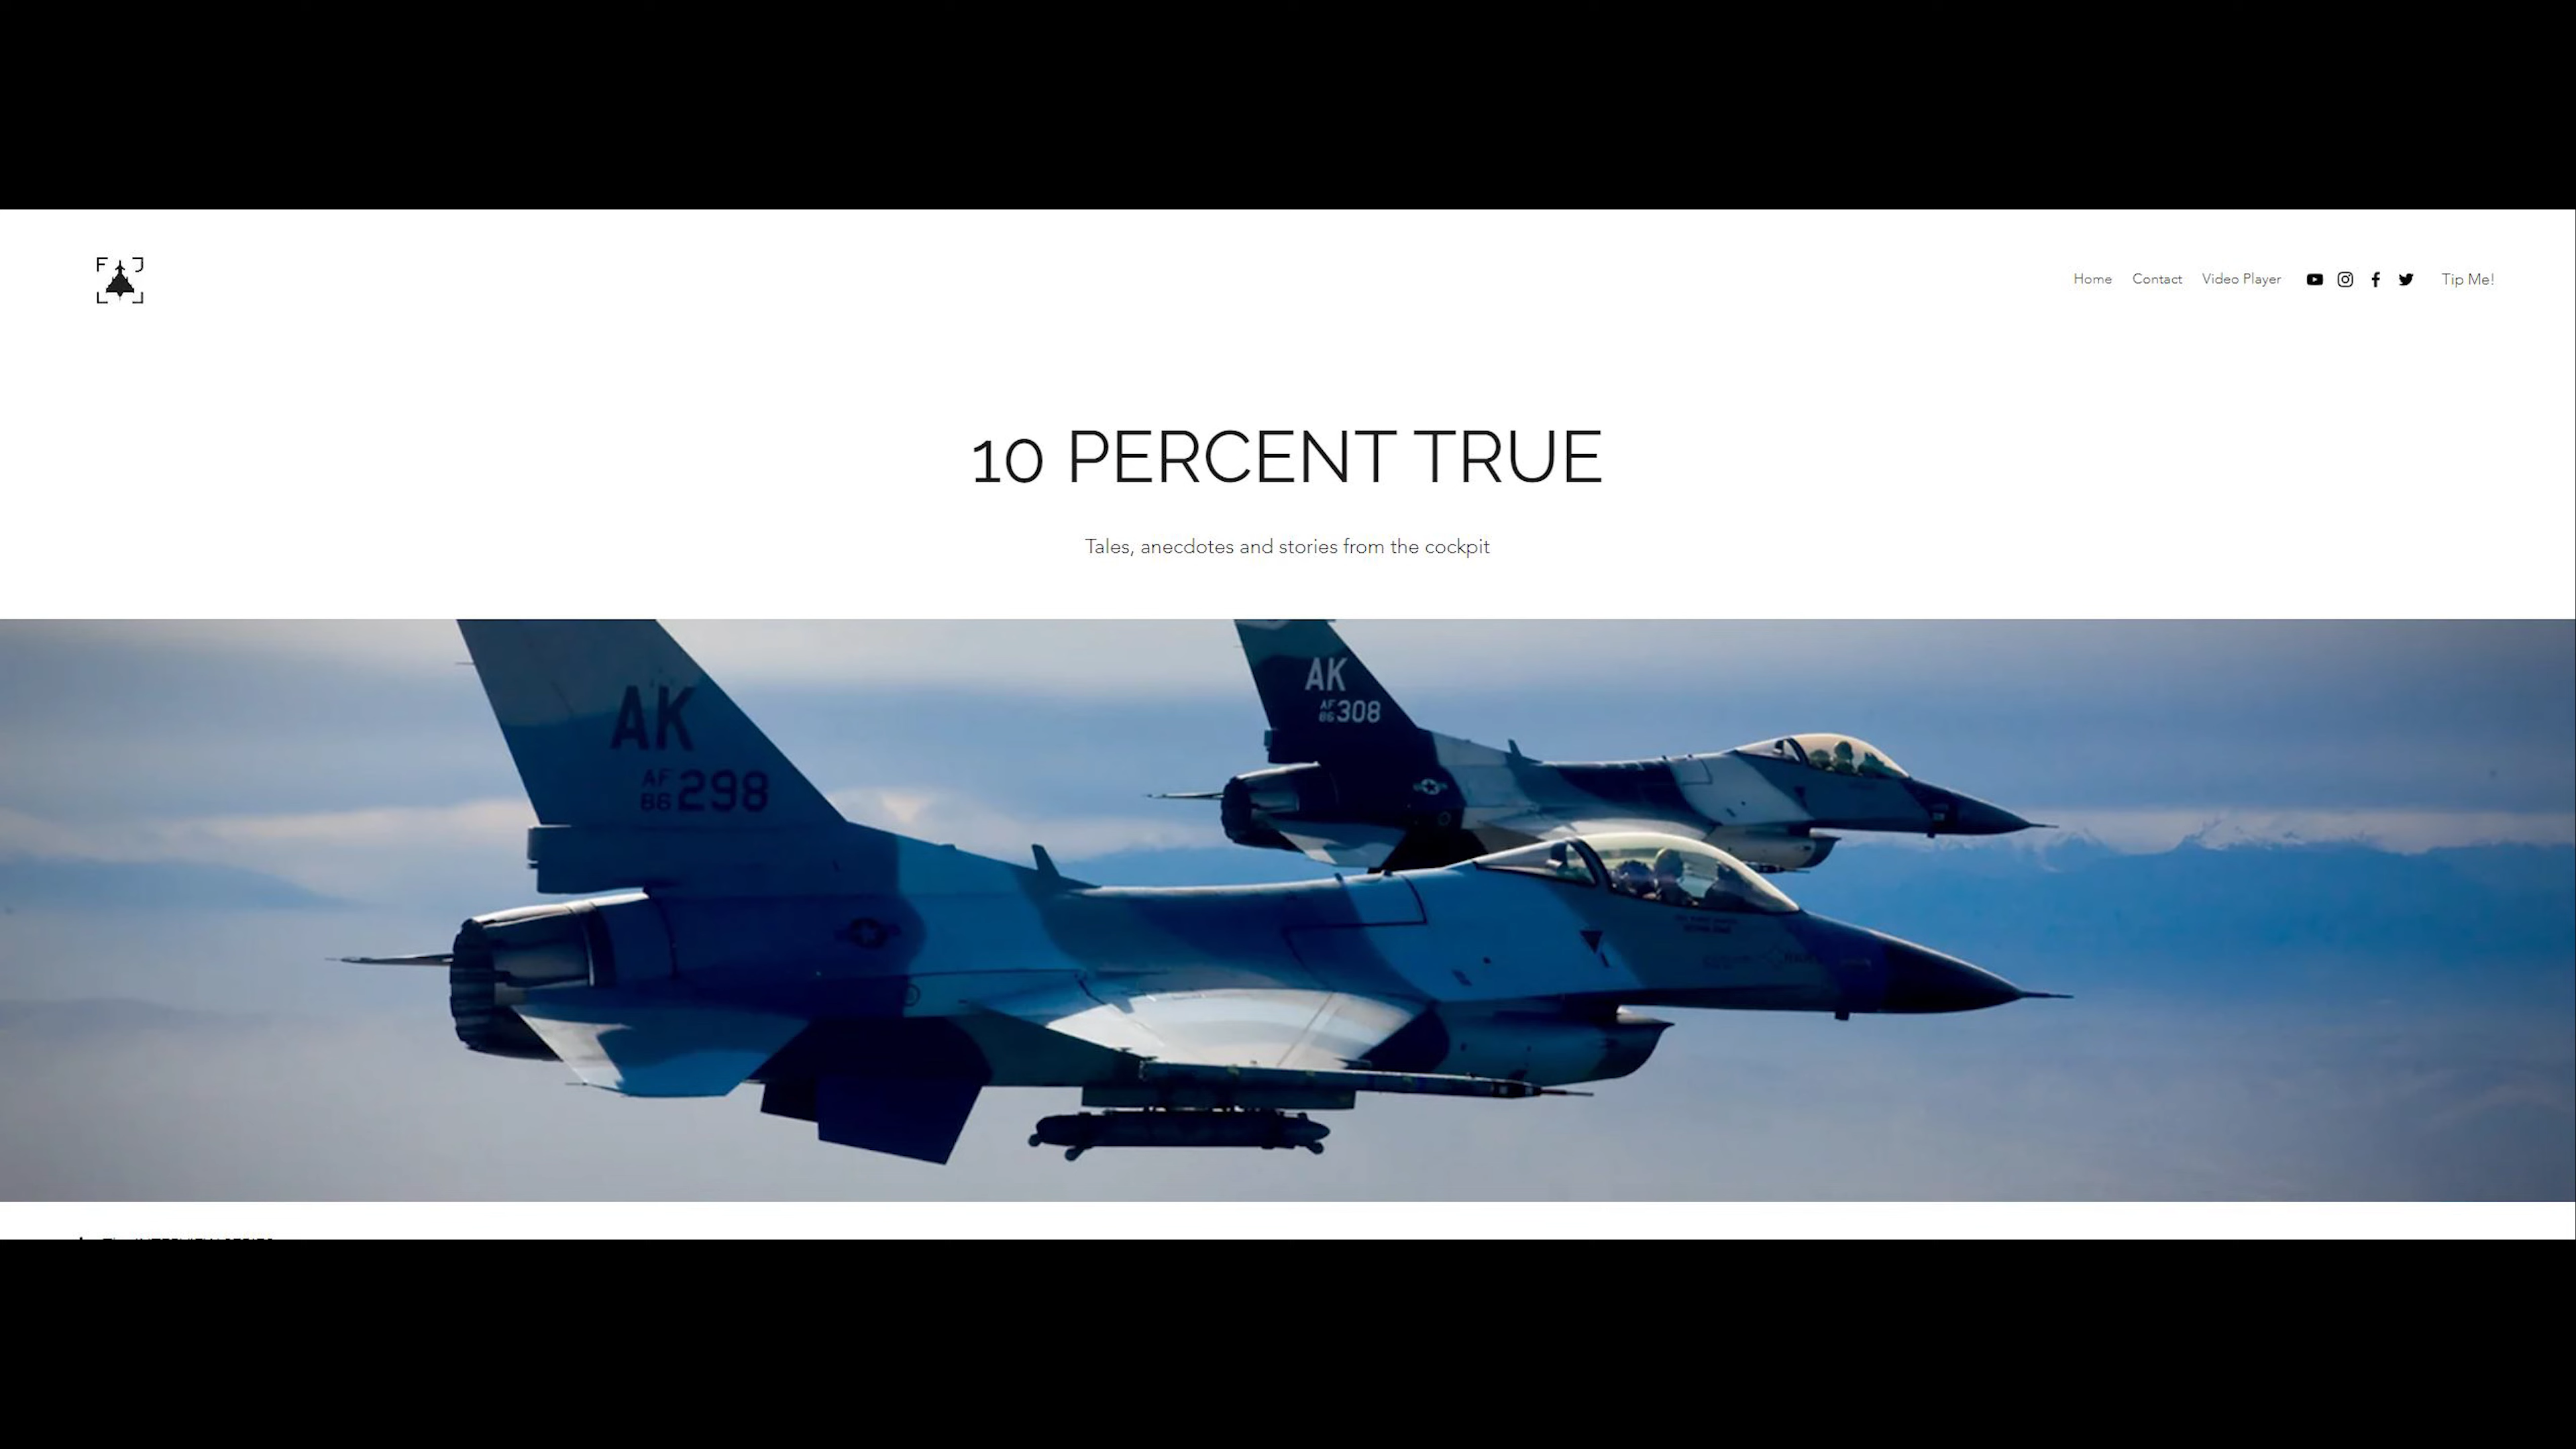 F J
Home Contact Video Player Tip Me!
10 PERCENT TRUE
Tales, anecdotes and stories from the cockpit
AK
AF
86 308
AK
AF
86 298